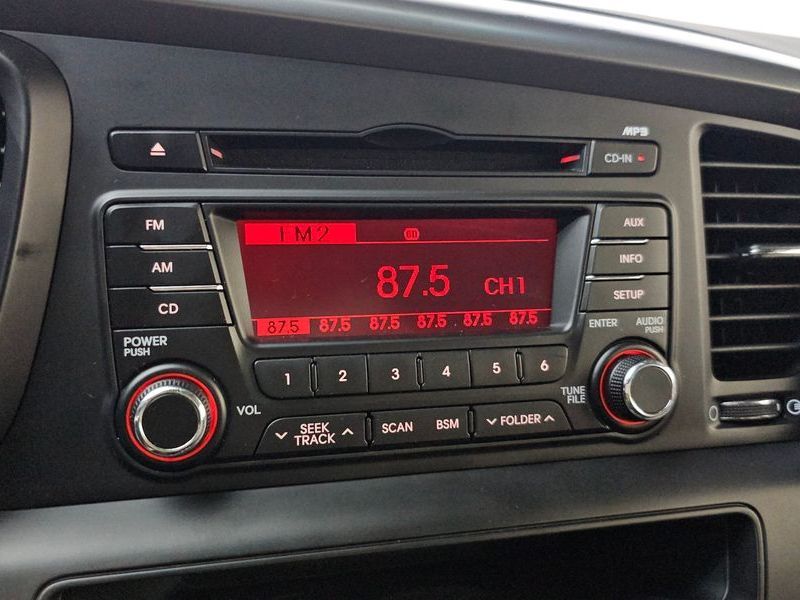 MP3
CD-IN
FM
AM
CD
FM2
87.5 CH1
87.5 87.5 87.5 87.5 87.5 87.5
AUX
INFO
SETUP
POWER
PUSH
VOL
1 2 3 4 5 6
ENTER
AUDIO
PUSH
TUNE
FILE
SEEK
TRACK
SCAN
BSM
FOLDER